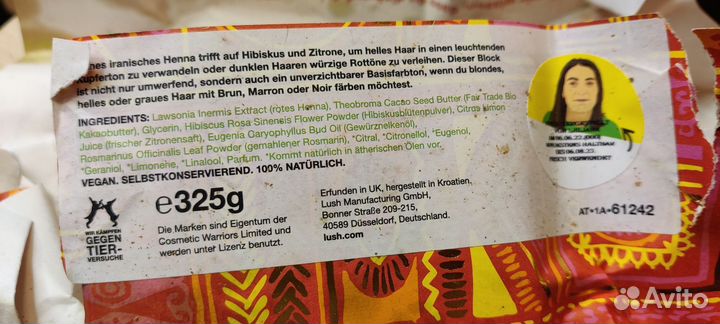 nes iranisches Henna trifft auf Hibiskus und Zitrone, um helles Haar in einen leuchtenden
Kupferton zu verwandeln oder dunklen Haaren würzige Rottöne zu verleihen. Dieser Block
ist nicht nur umwerfend, sondern auch ein unverzichtbarer Basisfarbton, wenn du blondes,
helles oder graues Haar mit Brun, Marron oder Noir färben möchtest.
INGREDIENTS: Lawsonia Inermis Extract (rotes Henna), Theobroma Cacao Seed Butter (Fair Trade Bio
Kakaobutter), Glycerin, Hibiscus Rosa Sinensis Flower Powder (Hibiskusblütenpulver), Citrus Limon
Juice (frischer Zitronensaft), Eugenia Caryophyllus Bud Oil (Gewürznelkenöl),
Rosmarinus Officinalis Leaf Powder (gemahlener Rosmarin), *Citral, *Citronellol, *Eugenol,
*Geraniol, *Limonene, *Linalool, Parfum. *Kommt natürlich in ätherischen Ölen vor.
VEGAN. SELBSTKONSERVIEREND. 100% NATÜRLICH.
WIR KÄMPFEN
GEGEN
TIER-
VERSUCHE
e325g
Die Marken sind Eigentum der
Cosmetic Warriors Limited und
werden unter Lizenz benutzt.
Erfunden in UK, hergestellt in Kroatien.
Lush Manufacturing GmbH,
Bonner Straße 209-215,
40589 Düsseldorf, Deutschland.
lush.com
FRISCH VERWENDET
AT•1A•61242
Avito